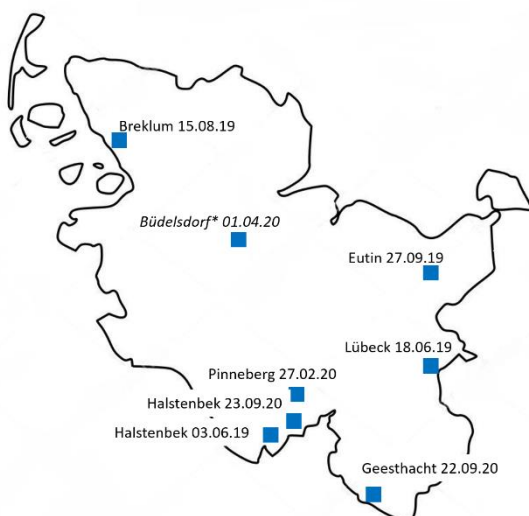 Breklum 15.08.19
Büdelsdorf* 01.04.20
Eutin 27.09.19
Lübeck 18.06.19
Pinneberg 27.02.20
Halstenbek 23.09.20
Halstenbek 03.06.19
Geesthacht 22.09.20